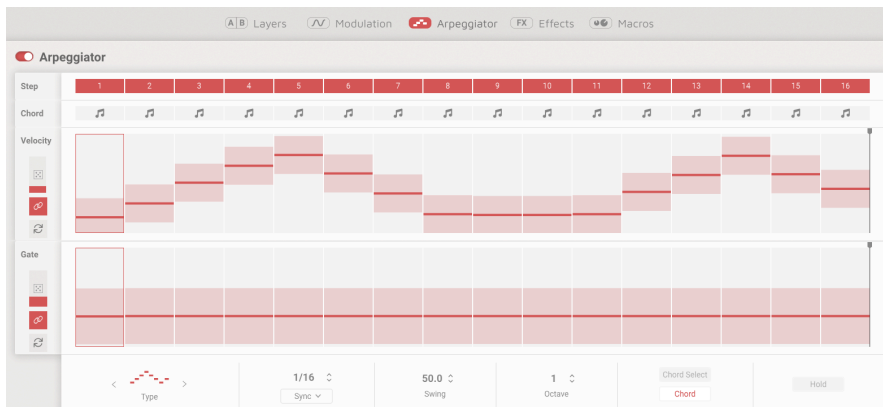 A B Layers Modulation Arpeggiator FX Effects Macros
Arpeggiator
Step 1 2 3 4 5 6 7 8 9 10 11 12 13 14 15 16
Chord
Velocity
Gate
1/16 50.0 1 Chord Select
Hold
Type Sync Swing Octave Chord